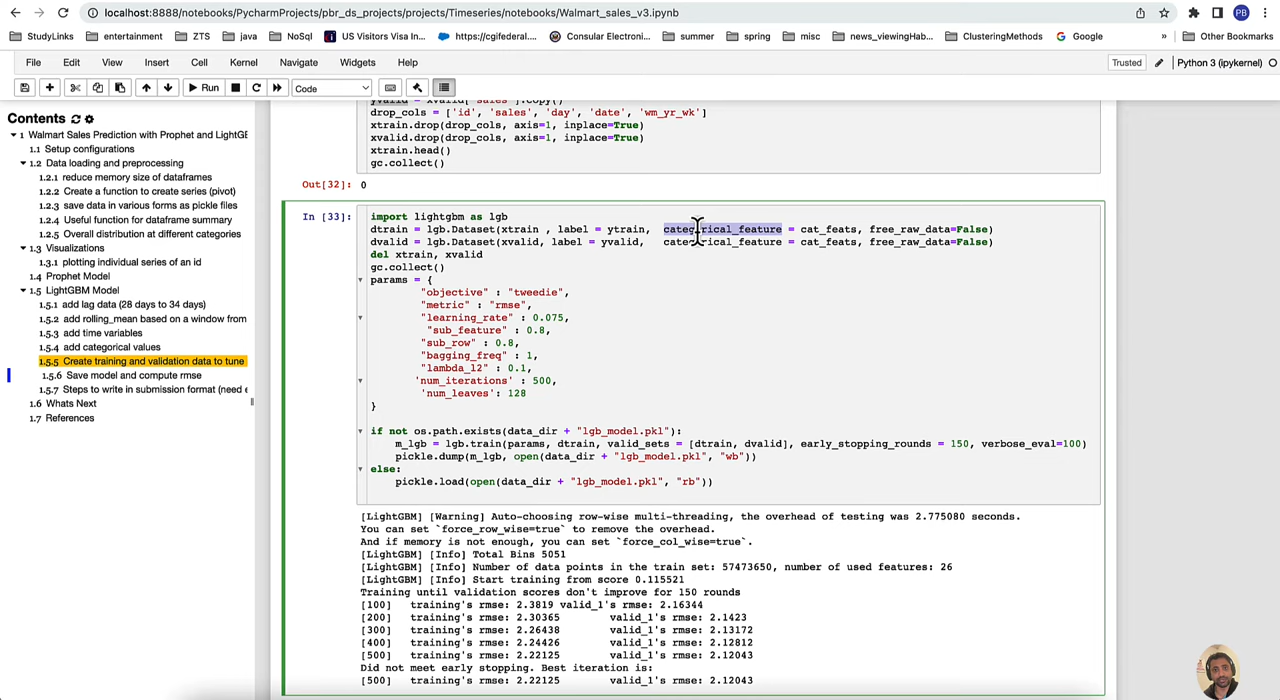 localhost:8888/notebooks/PycharmProjects/pbr_ds_projects/projects/Timeseries/notebooks/Walmart_sales_v3.ipynb
PB
StudyLinks entertainment ZTS java NoSql US Visitors Visa In... https://cgifederal.... Consular Electroni... summer spring misc news_viewingHab... ClusteringMethods Google » Other Bookmarks
File Edit View Insert Cell Kernel Navigate Widgets Help Trusted Python 3 (ipykernel)
Run Code
Contents
1 Walmart Sales Prediction with Prophet and LightGB
1.1 Setup configurations
1.2 Data loading and preprocessing
1.2.1 reduce memory size of dataframes
1.2.2 Create a function to create series (pivot)
1.2.3 save data in various forms as pickle files
1.2.4 Useful function for dataframe summary
1.2.5 Overall distribution at different categories
1.3 Visualizations
1.3.1 plotting individual series of an id
1.4 Prophet Model
1.5 LightGBM Model
1.5.1 add lag data (28 days to 34 days)
1.5.2 add rolling_mean based on a window from
1.5.3 add time variables
1.5.4 add categorical values
1.5.5 Create training and validation data to tune
1.5.6 Save model and compute rmse
1.5.7 Steps to write in submission format (need e
1.6 Whats Next
1.7 References
yvalid = xvalid['sales'].copy()
drop_cols = ['id', 'sales', 'day', 'date', 'wm_yr_wk']
xtrain.drop(drop_cols, axis=1, inplace=True)
xvalid.drop(drop_cols, axis=1, inplace=True)
xtrain.head()
gc.collect()
Out[32]: 0
In [33]: import lightgbm as lgb
dtrain = lgb.Dataset(xtrain , label = ytrain, categorical_feature = cat_feats, free_raw_data=False)
dvalid = lgb.Dataset(xvalid, label = yvalid, categorical_feature = cat_feats, free_raw_data=False)
del xtrain, xvalid
gc.collect()
params = {
"objective" : "tweedie",
"metric" : "rmse",
"learning_rate" : 0.075,
"sub_feature" : 0.8,
"sub_row" : 0.8,
"bagging_freq" : 1,
"lambda_l2" : 0.1,
'num_iterations' : 500,
'num_leaves': 128
}
if not os.path.exists(data_dir + "lgb_model.pkl"):
m_lgb = lgb.train(params, dtrain, valid_sets = [dtrain, dvalid], early_stopping_rounds = 150, verbose_eval=100)
pickle.dump(m_lgb, open(data_dir + "lgb_model.pkl", "wb"))
else:
pickle.load(open(data_dir + "lgb_model.pkl", "rb"))
[LightGBM] [Warning] Auto-choosing row-wise multi-threading, the overhead of testing was 2.775080 seconds.
You can set `force_row_wise=true` to remove the overhead.
And if memory is not enough, you can set `force_col_wise=true`.
[LightGBM] [Info] Total Bins 5051
[LightGBM] [Info] Number of data points in the train set: 57473650, number of used features: 26
[LightGBM] [Info] Start training from score 0.115521
Training until validation scores don't improve for 150 rounds
[100] training's rmse: 2.3819 valid_1's rmse: 2.16344
[200] training's rmse: 2.30365 valid_1's rmse: 2.1423
[300] training's rmse: 2.26438 valid_1's rmse: 2.13172
[400] training's rmse: 2.24426 valid_1's rmse: 2.12812
[500] training's rmse: 2.22125 valid_1's rmse: 2.12043
Did not meet early stopping. Best iteration is:
[500] training's rmse: 2.22125 valid_1's rmse: 2.12043